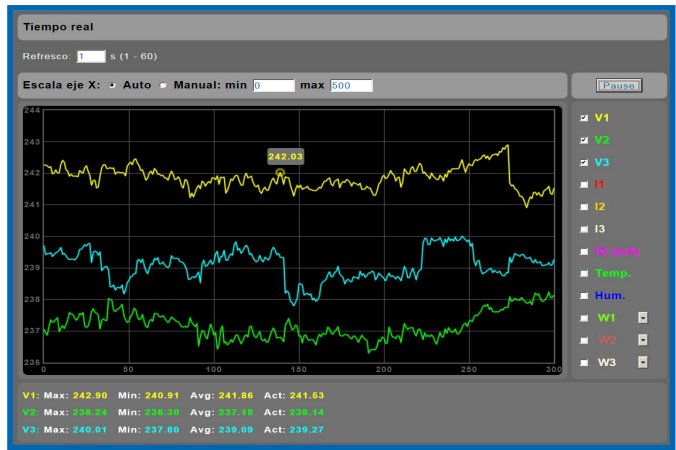 Tiempo real
Refresco: 1 s (1 - 60)
Escala eje X: Auto Manual: min 0 max 500
Pause
244
243
242
241
240
239
238
237
236
242.03
0 50 100 150 200 250 300
V1
V2
V3
I1
I2
I3
ID (mA)
Temp.
Hum.
W1
W2
W3
V1: Max: 242.90 Min: 240.91 Avg: 241.86 Act: 241.53
V2: Max: 238.24 Min: 236.30 Avg: 237.18 Act: 238.14
V3: Max: 240.01 Min: 237.80 Avg: 239.09 Act: 239.27